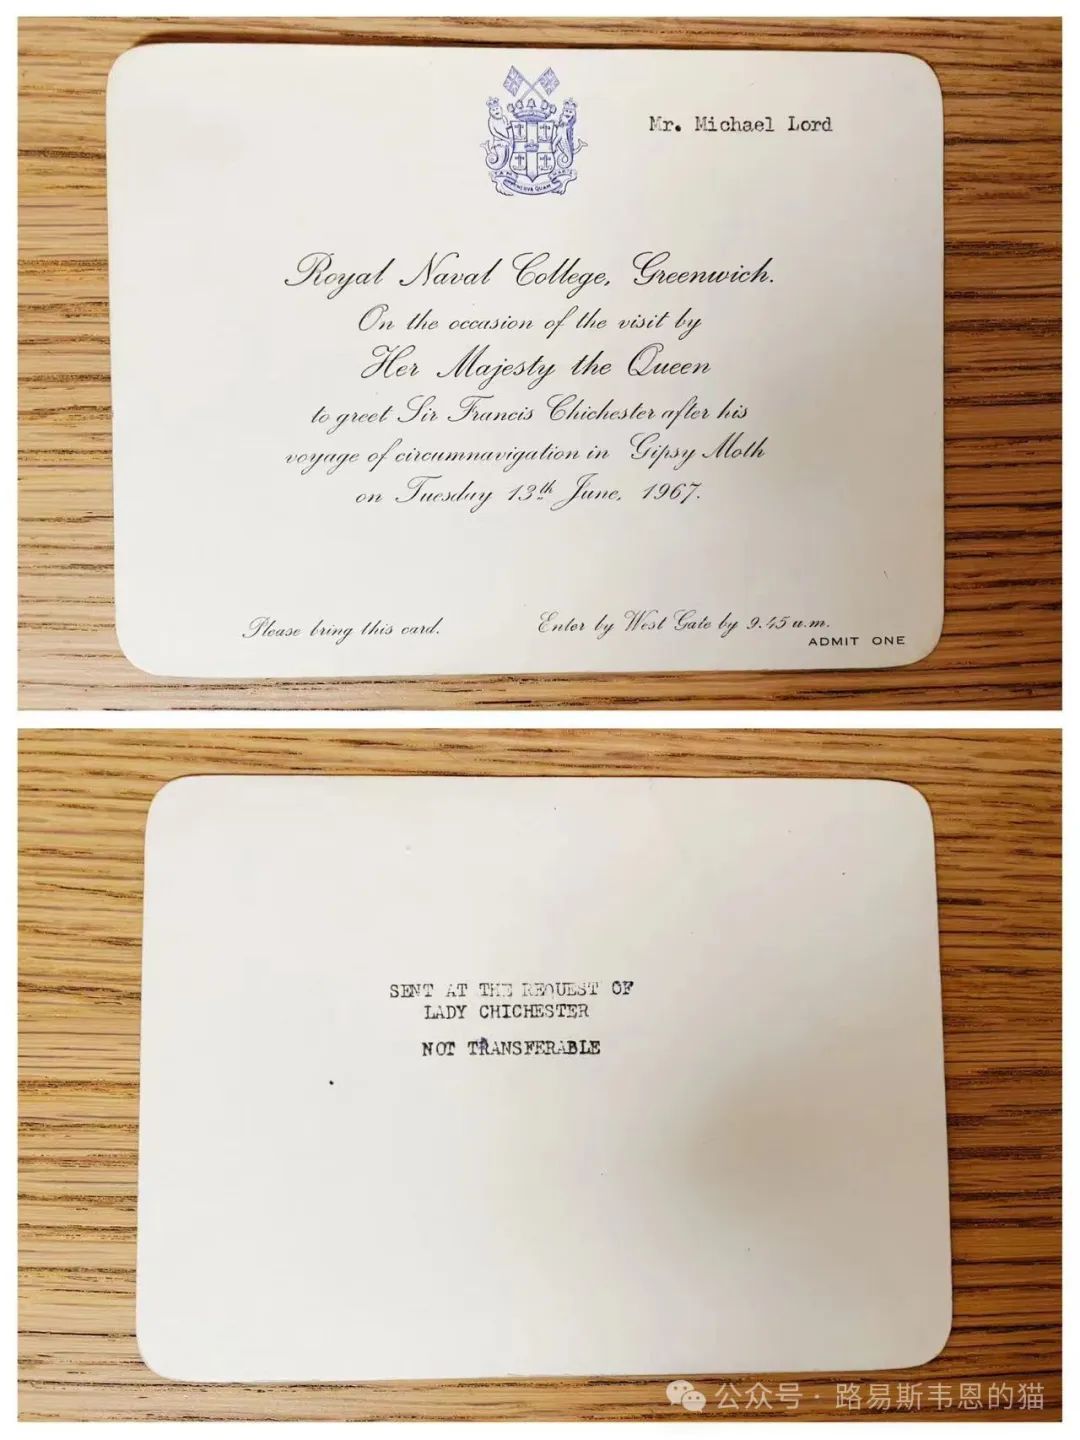 Mr. Michael Lord
Royal Naval College, Greenwich.
On the occasion of the visit by
Her Majesty the Queen
to greet Sir Francis Chichester after his
voyage of circumnavigation in Gipsy Moth
on Tuesday 13th June, 1967.
Please bring this card.
Enter by West Gate by 9.45 a.m.
ADMIT ONE
SENT AT THE REQUEST OF
LADY CHICHESTER
NOT TRANSFERABLE
公众号 · 路易斯韦恩的猫